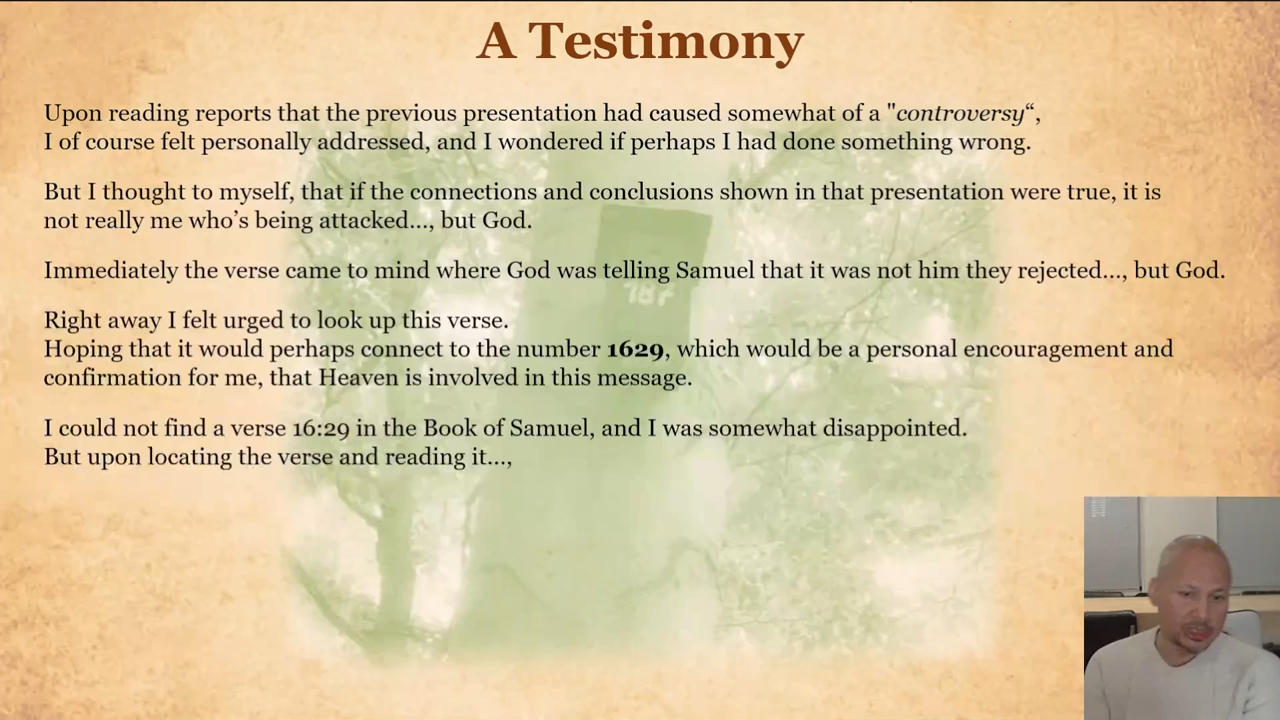 A Testimony
Upon reading reports that the previous presentation had caused somewhat of a "controversy“,
I of course felt personally addressed, and I wondered if perhaps I had done something wrong.
But I thought to myself, that if the connections and conclusions shown in that presentation were true, it is
not really me who’s being attacked..., but God.
Immediately the verse came to mind where God was telling Samuel that it was not him they rejected..., but God.
Right away I felt urged to look up this verse.
Hoping that it would perhaps connect to the number 1629, which would be a personal encouragement and
confirmation for me, that Heaven is involved in this message.
I could not find a verse 16:29 in the Book of Samuel, and I was somewhat disappointed.
But upon locating the verse and reading it...,